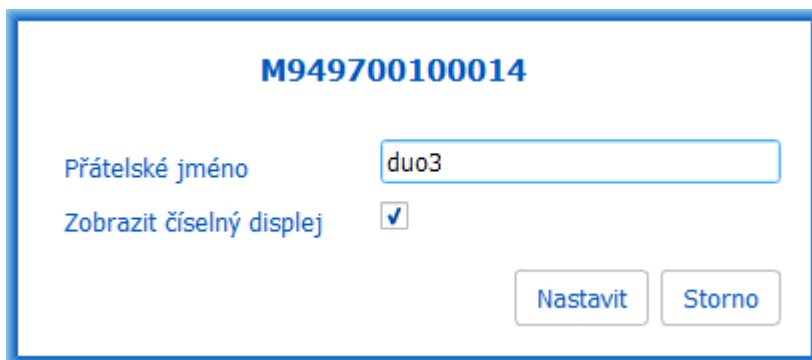 M949700100014
Přátelské jméno duo3
Zobrazit číselný displej
Nastavit Storno